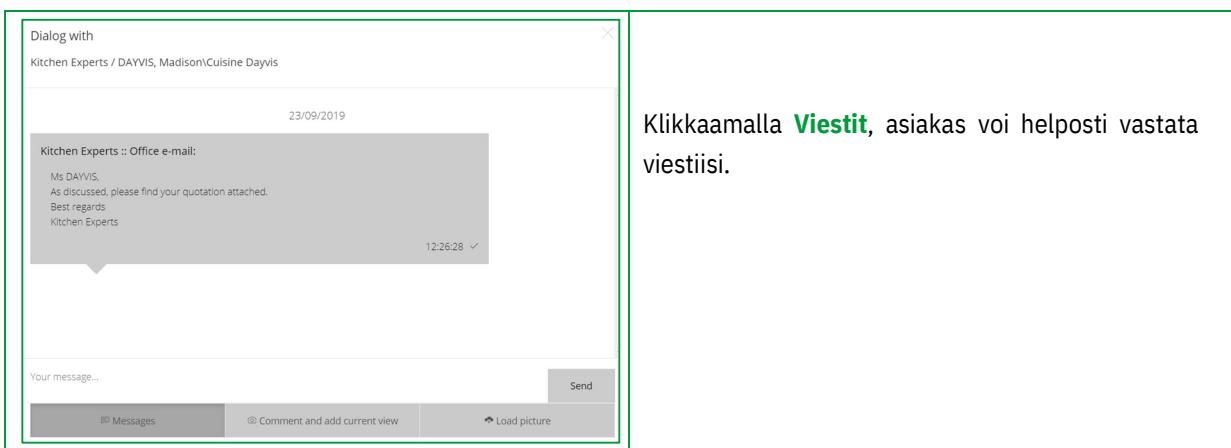 Dialog with
Kitchen Experts / DAYVIS, Madison\Cuisine Dayvis
23/09/2019
Kitchen Experts :: Office e-mail:
Ms DAYVIS,
As discussed, please find your quotation attached.
Best regards
Kitchen Experts
12:26:28
Your message...
Send
Messages
Comment and add current view
Load picture
Klikkaamalla Viestit, asiakas voi helposti vastata
viestiisi.